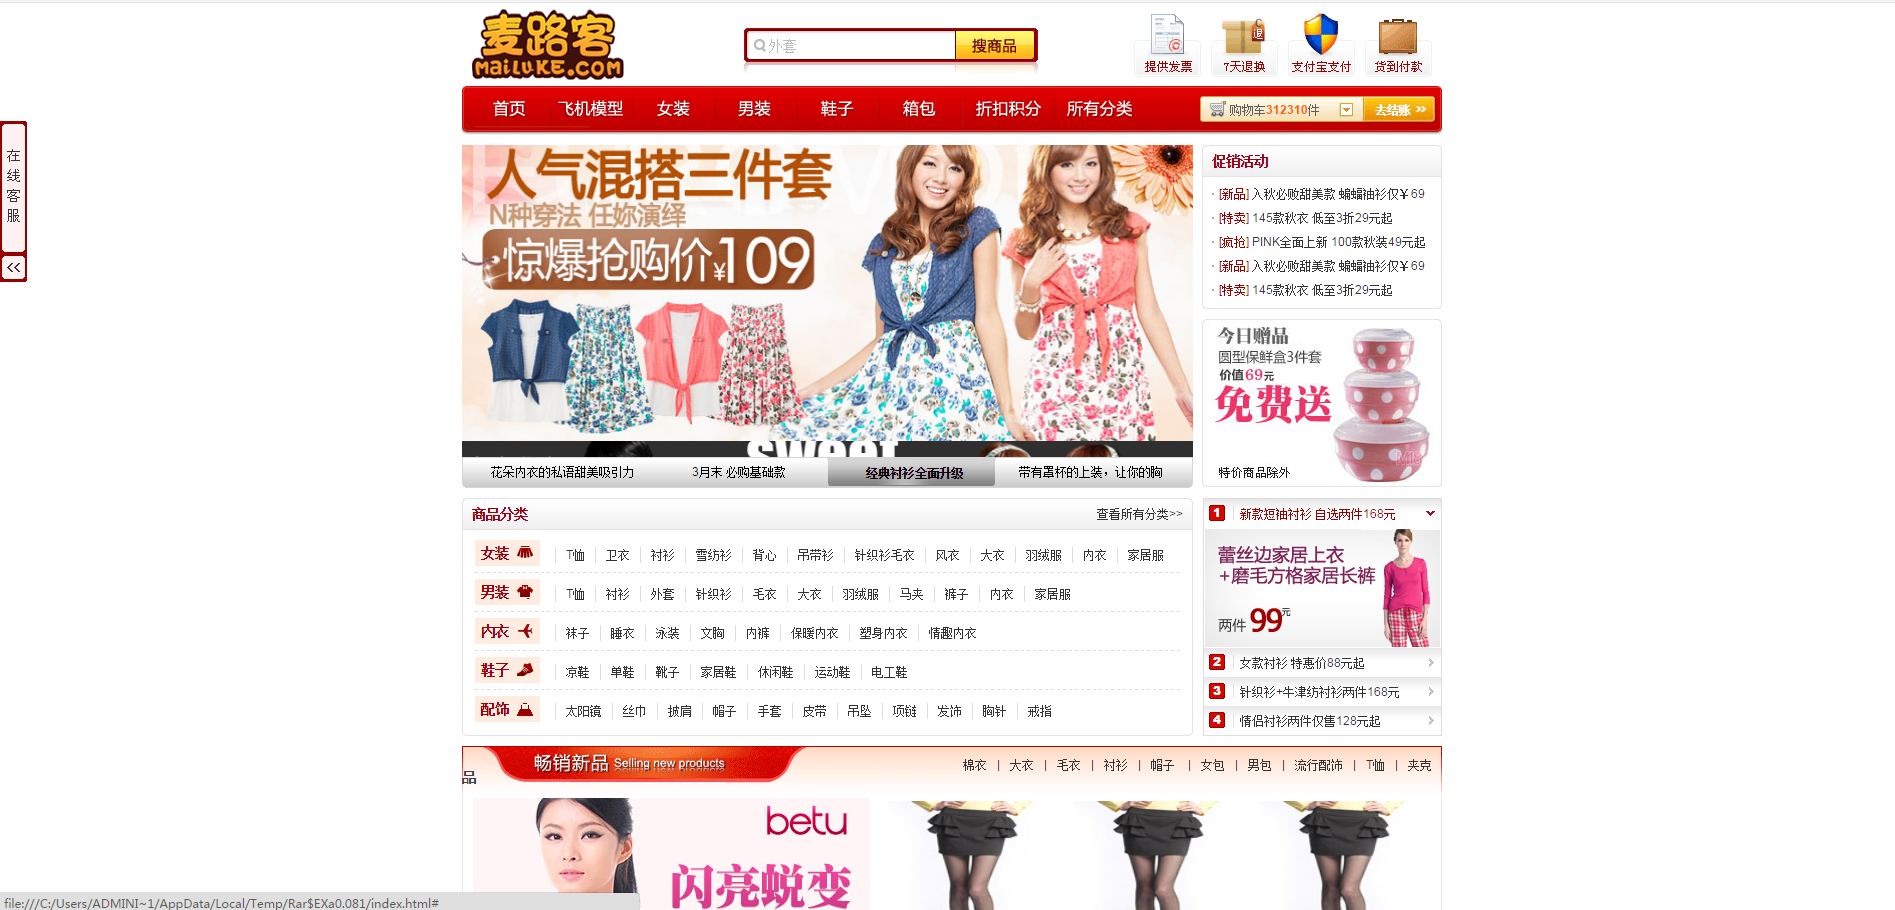 麦路客
MAILUKE.COM
外套
搜商品
提供发票
7天退换
支付宝支付
货到付款
首页 飞机模型 女装 男装 鞋子 箱包 折扣积分 所有分类
购物车312310件
去结账 »
在线客服
<<
人气混搭三件套
N种穿法 任妳演绎
惊爆抢购价¥109
sweet
花朵内衣的私语甜美吸引力 3月末 必购基础款 经典衬衫全面升级 带有罩杯的上装，让你的胸
促销活动
· [新品] 入秋必败甜美款 蝙蝠袖衫仅¥69
· [特卖] 145款秋衣 低至3折29元起
· [疯抢] PINK全面上新 100款秋装49元起
· [新品] 入秋必败甜美款 蝙蝠袖衫仅¥69
· [特卖] 145款秋衣 低至3折29元起
今日赠品
圆型保鲜盒3件套
价值69元
免费送
特价商品除外
商品分类
查看所有分类>>
女装 T恤 卫衣 衬衫 雪纺衫 背心 吊带衫 针织衫毛衣 风衣 大衣 羽绒服 内衣 家居服
男装 T恤 衬衫 外套 针织衫 毛衣 大衣 羽绒服 马夹 裤子 内衣 家居服
内衣 袜子 睡衣 泳装 文胸 内裤 保暖内衣 塑身内衣 情趣内衣
鞋子 凉鞋 单鞋 靴子 家居鞋 休闲鞋 运动鞋 电工鞋
配饰 太阳镜 丝巾 披肩 帽子 手套 皮带 吊坠 项链 发饰 胸针 戒指
1 新款短袖衬衫 自选两件168元
蕾丝边家居上衣
+磨毛方格家居长裤
两件 99元
2 女款衬衫 特惠价88元起
3 针织衫+牛津纺衬衫两件168元
4 情侣衬衫两件仅售128元起
畅销新品 Selling new products
棉衣 | 大衣 | 毛衣 | 衬衫 | 帽子 | 女包 | 男包 | 流行配饰 | T恤 | 夹克
品
betu
闪亮蜕变
file:///C:/Users/ADMINI~1/AppData/Local/Temp/Rar$EXa0.081/index.html#